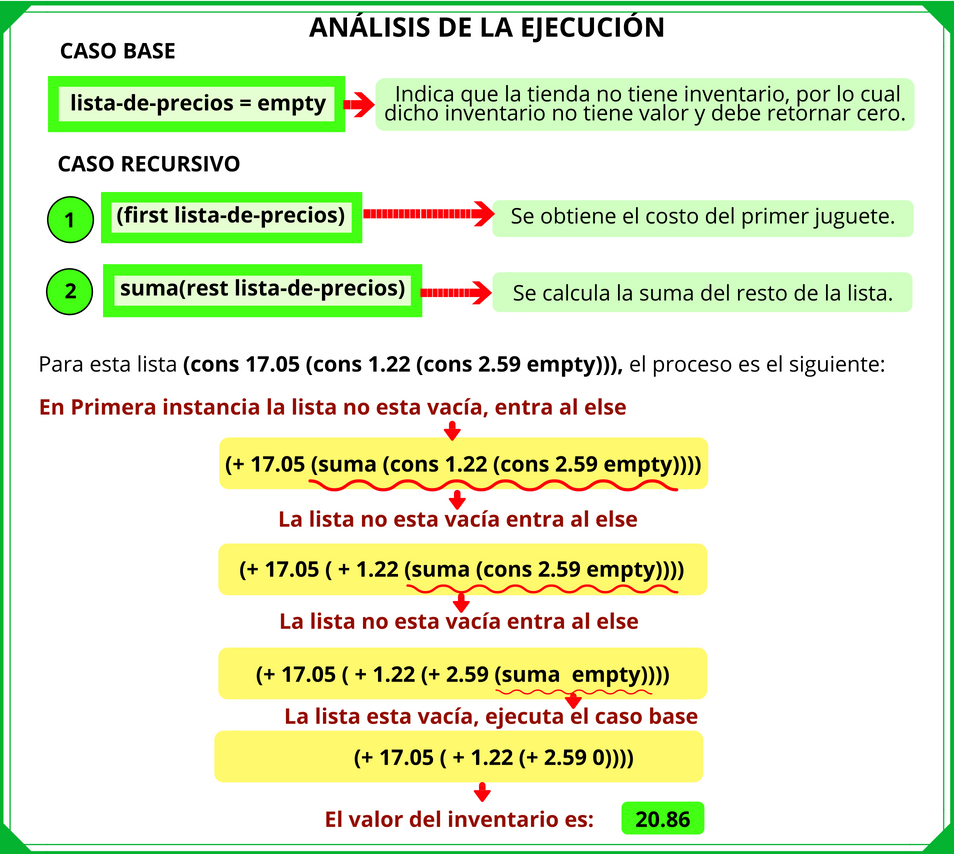 ANÁLISIS DE LA EJECUCIÓN
CASO BASE
lista-de-precios = empty
Indica que la tienda no tiene inventario, por lo cual
dicho inventario no tiene valor y debe retornar cero.
CASO RECURSIVO
1
(first lista-de-precios)
Se obtiene el costo del primer juguete.
2
suma(rest lista-de-precios)
Se calcula la suma del resto de la lista.
Para esta lista (cons 17.05 (cons 1.22 (cons 2.59 empty))), el proceso es el siguiente:
En Primera instancia la lista no esta vacía, entra al else
(+ 17.05 (suma (cons 1.22 (cons 2.59 empty))))
La lista no esta vacía entra al else
(+ 17.05 ( + 1.22 (suma (cons 2.59 empty))))
La lista no esta vacía entra al else
(+ 17.05 ( + 1.22 (+ 2.59 (suma  empty))))
La lista esta vacía, ejecuta el caso base
(+ 17.05 ( + 1.22 (+ 2.59 0))))
El valor del inventario es: 20.86